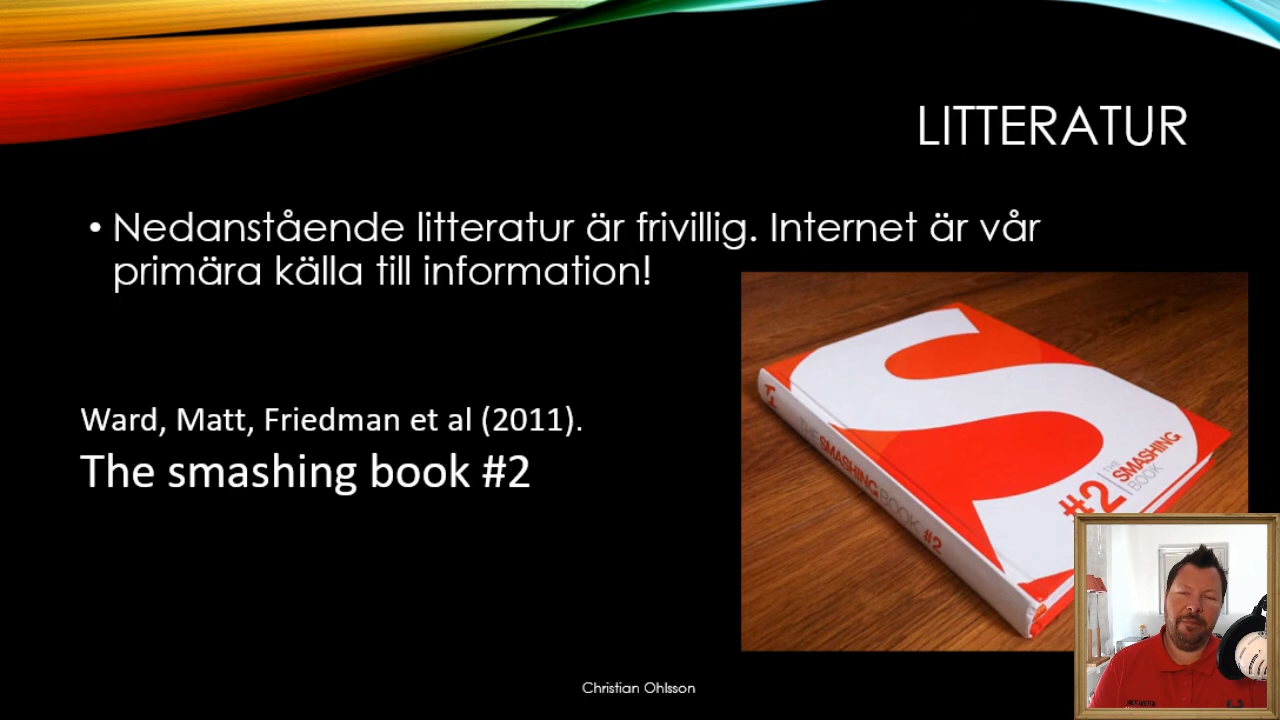 LITTERATUR
• Nedanstående litteratur är frivillig. Internet är vår
primära källa till information!
Ward, Matt, Friedman et al (2011).
The smashing book #2
THE SMASHING BOOK #2
#2
THE
SMASHING
BOOK
Christian Ohlsson